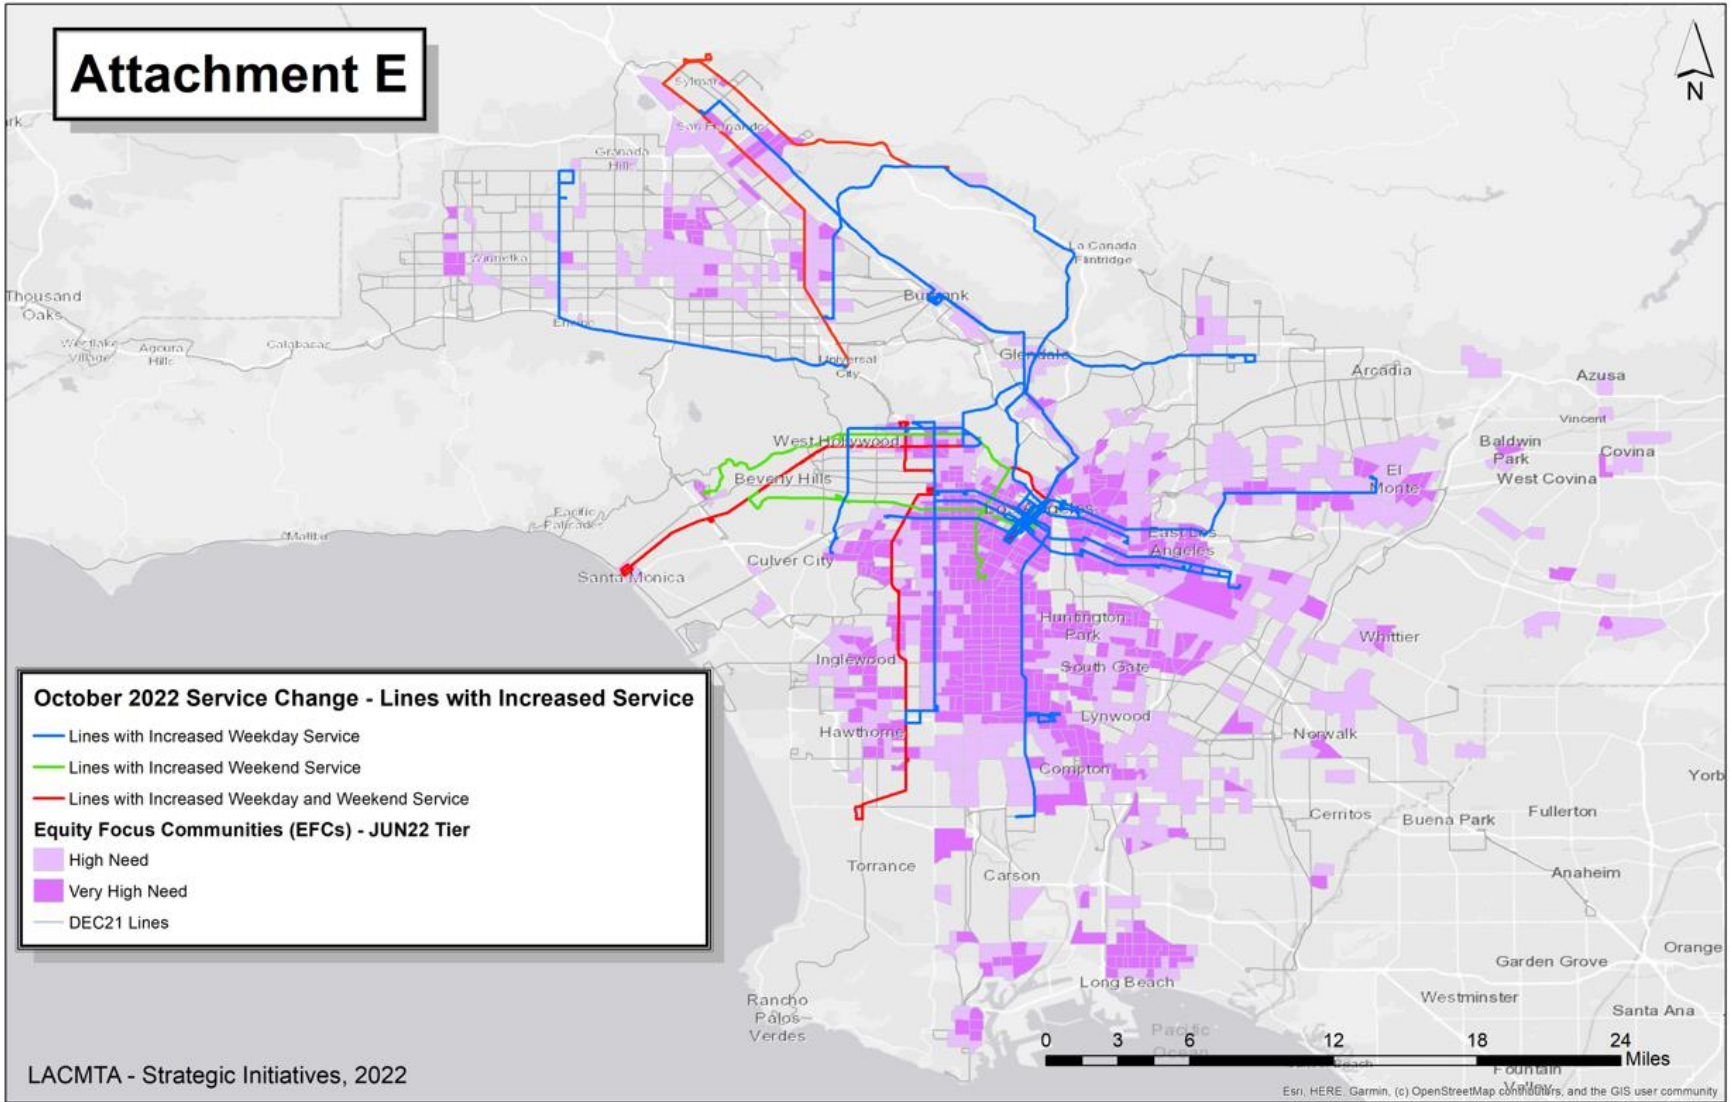 Attachment E
N
Sylmar
San Fernando
Granada
Hills
Winnetka
La Canada
Flintridge
Thousand
Oaks
Burbank
Encino
Westlake
Village
Agoura
Hills
Calabasas
Universal
City
Glendale
Arcadia
Azusa
Vincent
West Hollywood
Baldwin
Park
Covina
El
Monte
West Covina
Beverly Hills
Pacific
Palisades
Los Angeles
Malibu
East Los
Angeles
Culver City
Santa Monica
Huntington
Park
Whittier
Inglewood
South Gate
Lynwood
Hawthorne
Norwalk
Compton
Yorb
Cerritos
Buena Park
Fullerton
Torrance
Carson
Anaheim
Orange
Garden Grove
Long Beach
Rancho
Palos
Verdes
Westminster
Santa Ana
Pacific
Ocean
Beach
Fountain
Valley
October 2022 Service Change - Lines with Increased Service
Lines with Increased Weekday Service
Lines with Increased Weekend Service
Lines with Increased Weekday and Weekend Service
Equity Focus Communities (EFCs) - JUN22 Tier
High Need
Very High Need
DEC21 Lines
0 3 6 12 18 24
Miles
LACMTA - Strategic Initiatives, 2022
Esri, HERE, Garmin, (c) OpenStreetMap contributors, and the GIS user community